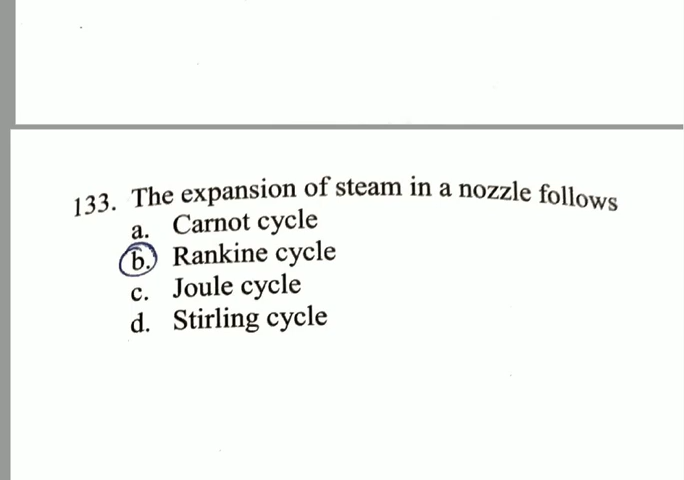 133. The expansion of steam in a nozzle follows
a. Carnot cycle
b. Rankine cycle
c. Joule cycle
d. Stirling cycle